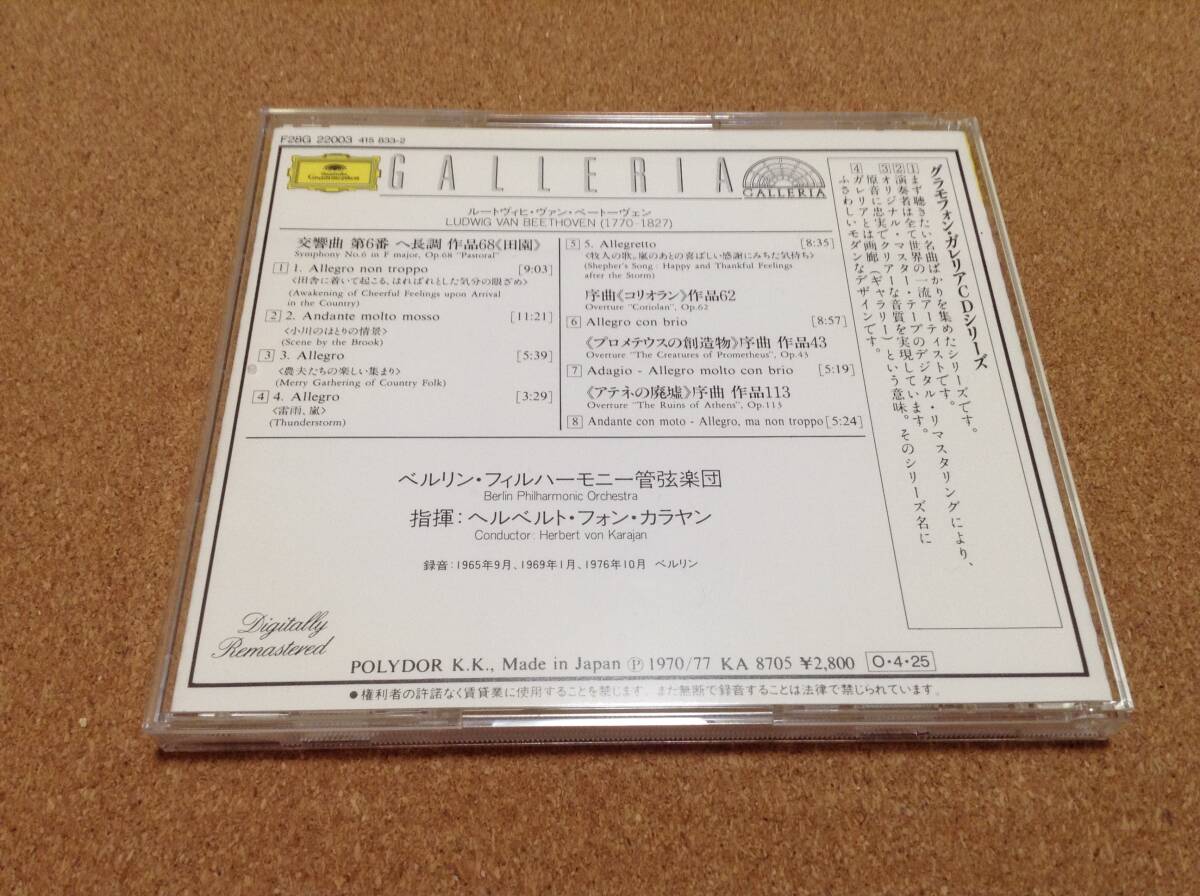 F28G 22003 415 833-2
Deutsche Grammophon
GALLERIA
GALLERIA
ルートヴィヒ・ヴァン・ベートーヴェン
LUDWIG VAN BEETHOVEN (1770-1827)
交響曲 第6番 ヘ長調 作品68《田園》
Symphony No.6 in F major, Op.68 "Pastoral"
1 1. Allegro non troppo [9:03]
〈田舎に着いて起こる、はればれとした気分の眼ざめ〉
(Awakening of Cheerful Feelings upon Arrival
in the Country)
2 2. Andante molto mosso [11:21]
〈小川のほとりの情景〉
(Scene by the Brook)
3 3. Allegro [5:39]
〈農夫たちの楽しい集まり〉
(Merry Gathering of Country Folk)
4 4. Allegro [3:29]
〈雷雨、嵐〉
(Thunderstorm)
5 5. Allegretto [8:35]
〈牧人の歌。嵐のあとの喜ばしい感謝にみちた気持ち〉
(Shepher's Song : Happy and Thankful Feelings
after the Storm)
序曲《コリオラン》作品62
Overture "Coriolan", Op.62
6 Allegro con brio [8:57]
《プロメテウスの創造物》序曲 作品43
Overture "The Creatures of Prometheus", Op.43
7 Adagio - Allegro molto con brio [5:19]
《アテネの廃墟》序曲 作品113
Overture "The Ruins of Athens", Op.113
8 Andante con moto - Allegro, ma non troppo [5:24]
ベルリン・フィルハーモニー管弦楽団
Berlin Philharmonic Orchestra
指揮：ヘルベルト・フォン・カラヤン
Conductor: Herbert von Karajan
録音：1965年9月、1969年1月、1976年10月 ベルリン
グラモフォン・ガレリアCDシリーズ
1 まず聴きたい名曲ばかりを集めたシリーズです。
2 演奏者は全て世界の一流アーティストです。
3 オリジナル・マスター・テープのデジタル・リマスタリングにより、
原音に忠実でクリアーな音質を実現しています。
4 ガレリアとは画廊（ギャラリー）という意味。そのシリーズ名に
ふさわしいモダンなデザインです。
Digitally
Remastered
POLYDOR K.K., Made in Japan Ⓟ 1970/77 KA 8705 ¥2,800 O・4・25
●権利者の許諾なく賃貸業に使用することを禁じます。また無断で録音することは法律で禁じられています。